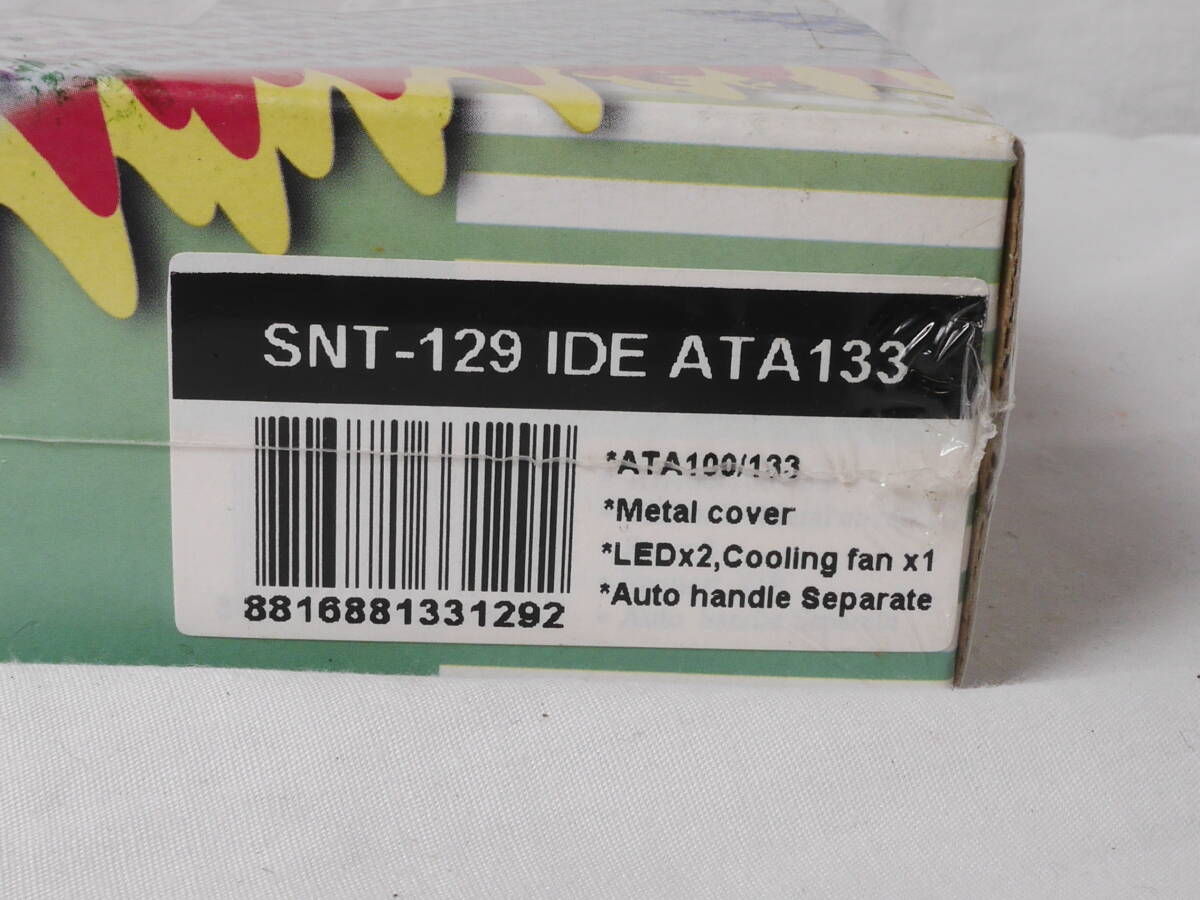 SNT-129 IDE ATA133
*ATA100/133
*Metal cover
*LEDx2,Cooling fan x1
*Auto handle Separate
8816881331292